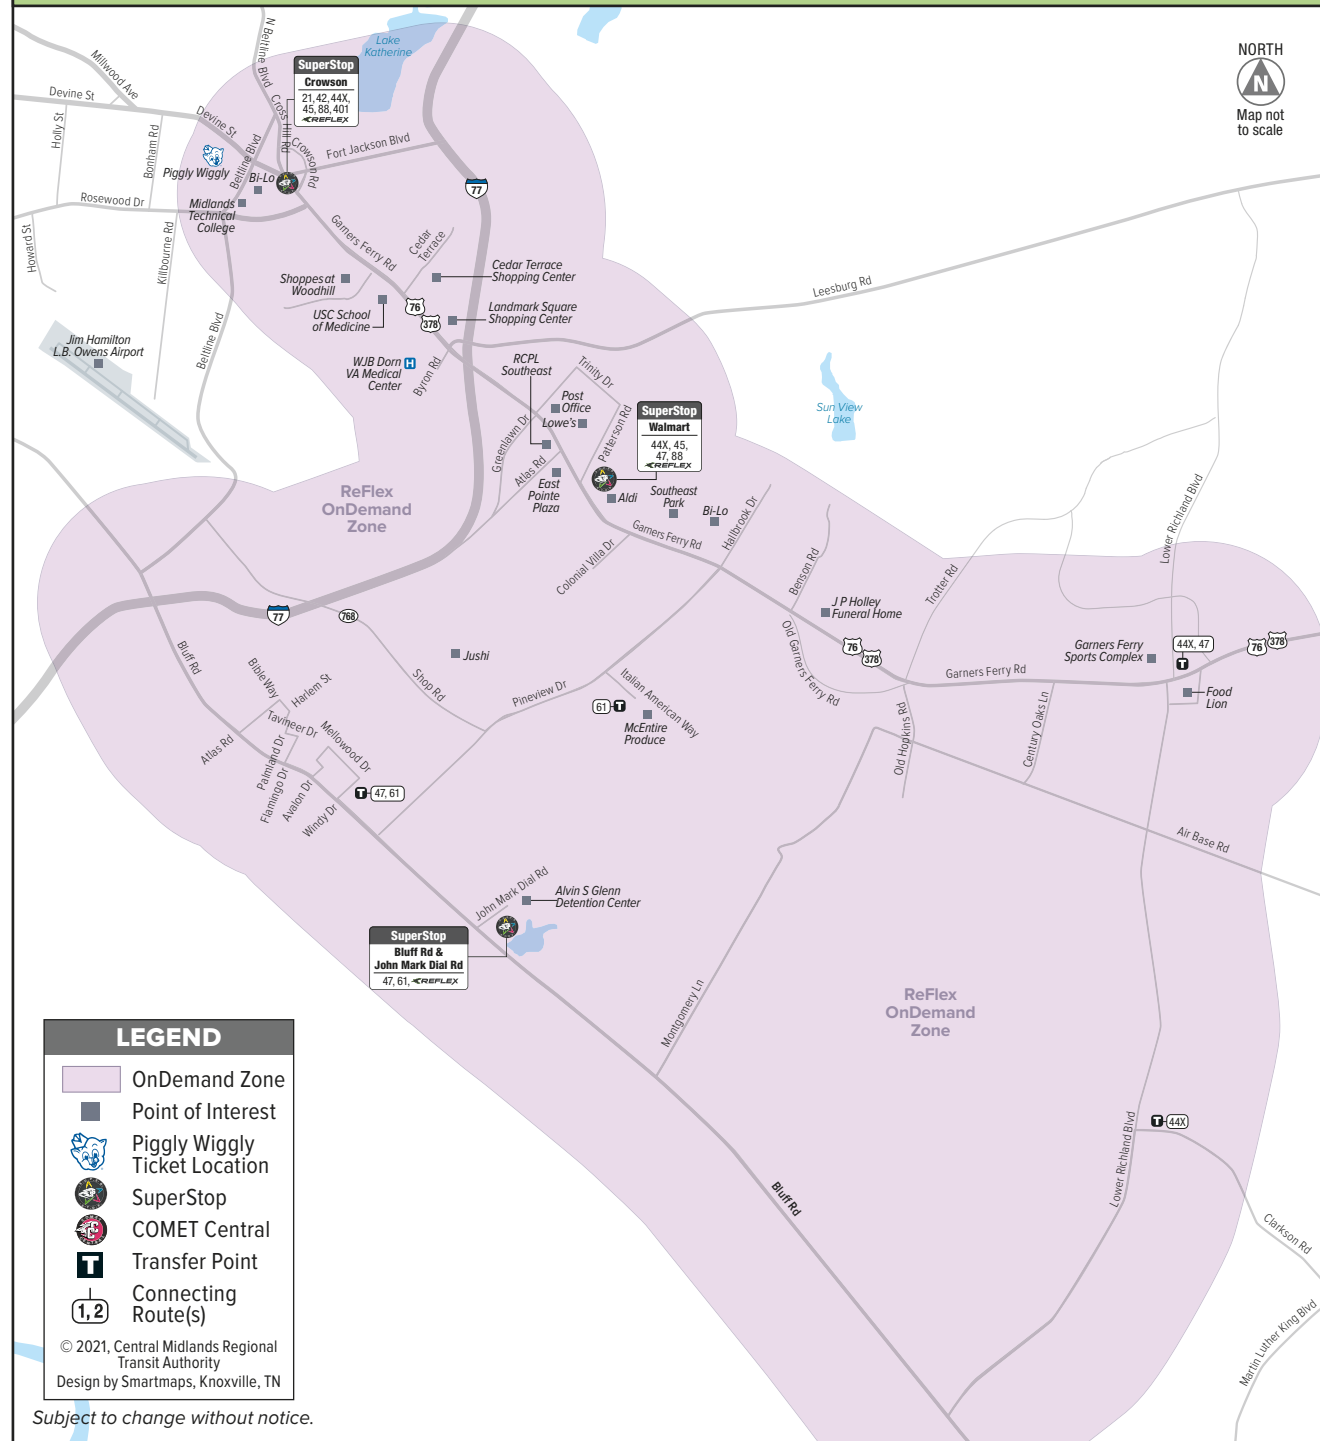 NORTH
N
Map not
to scale
Lake
Katherine
N Beltline Blvd
Millwood Ave
Devine St
Holly St
Bonham Rd
Devine St
Cross Hill Rd
Crowson Rd
Beltline Blvd
Fort Jackson Blvd
SuperStop
Crowson
21, 42, 44X,
45, 88, 401
REFLEX
Piggly Wiggly
Bi-Lo
Midlands
Technical
College
Rosewood Dr
Howard St
Killbourne Rd
Beltline Blvd
77
Garners Ferry Rd
Cedar
Terrace
Cedar Terrace
Shopping Center
Shoppes at
Woodhill
USC School
of Medicine
76
378
Landmark Square
Shopping Center
Leesburg Rd
Jim Hamilton
L.B. Owens Airport
WJB Dorn
VA Medical
Center
H
Byron Rd
RCPL
Southeast
Trinity Dr
Post
Office
Lowe's
Patterson Rd
Greenlawn Dr
Atlas Rd
East
Pointe
Plaza
SuperStop
Walmart
44X, 45,
47, 88
REFLEX
Aldi
Southeast
Park
Bi-Lo
Sun View
Lake
Garners Ferry Rd
Hallbrook Dr
Colonial Villa Dr
ReFlex
OnDemand
Zone
Benson Rd
J P Holley
Funeral Home
Trotter Rd
Lower Richland Blvd
77
768
Old Garners Ferry Rd
76
378
Garners Ferry
Sports Complex
44X, 47
T
76
378
Garners Ferry Rd
Food
Lion
Bluff Rd
Bible Way
Harlem St
Jushi
Shop Rd
Pineview Dr
Italian American Way
61
T
McEntire
Produce
Old Hopkins Rd
Century Oaks Ln
Atlas Rd
Tavineer Dr
Mellowood Dr
Palmland Dr
Flamingo Dr
Avalon Dr
Windy Dr
T
47, 61
Air Base Rd
John Mark Dial Rd
Alvin S Glenn
Detention Center
SuperStop
Bluff Rd &
John Mark Dial Rd
47, 61, REFLEX
Montgomery Ln
ReFlex
OnDemand
Zone
Bluff Rd
Lower Richland Blvd
T
44X
Clarkson Rd
Martin Luther King Blvd
LEGEND
OnDemand Zone
Point of Interest
Piggly Wiggly
Ticket Location
SuperStop
COMET Central
T
Transfer Point
1, 2
Connecting
Route(s)
© 2021, Central Midlands Regional
Transit Authority
Design by Smartmaps, Knoxville, TN
Subject to change without notice.